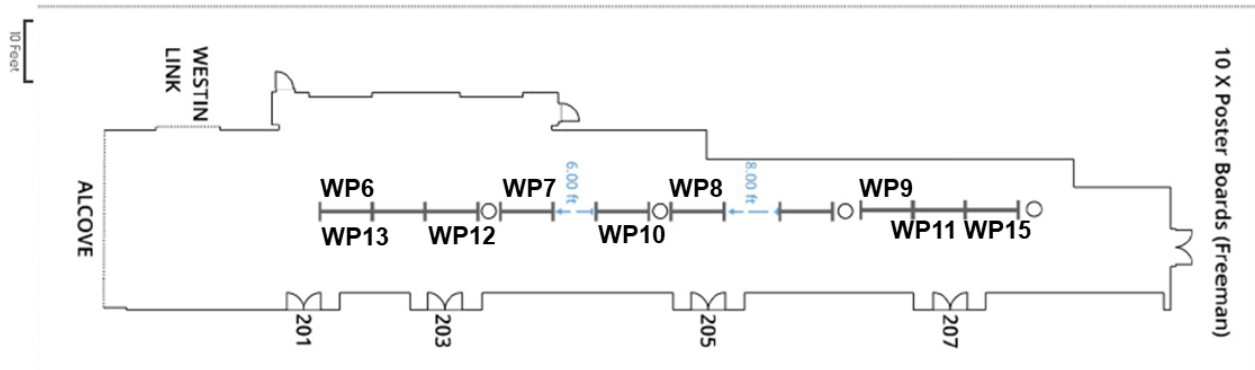 10 Feet
WESTIN
LINK
ALCOVE
10 X Poster Boards (Freeman)
6.00 ft
8.00 ft
WP6
WP7
WP8
WP9
WP13
WP12
WP10
WP11
WP15
201
203
205
207